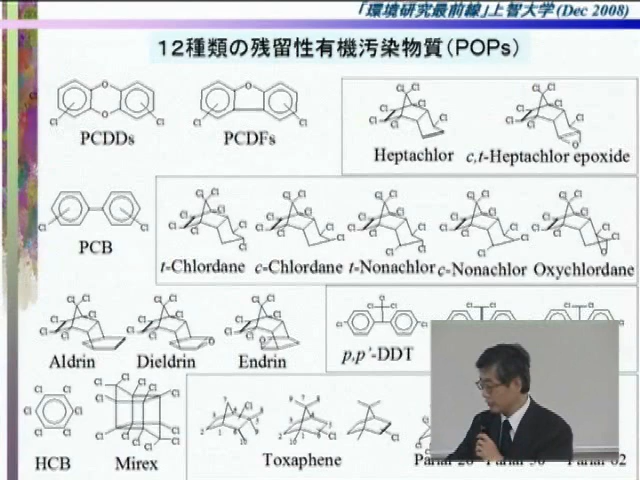 「環境研究最前線」上智大学 (Dec 2008)
12種類の残留性有機汚染物質(POPs)
PCDDs
PCDFs
Heptachlor
c,t-Heptachlor epoxide
PCB
t-Chlordane
c-Chlordane
t-Nonachlor
c-Nonachlor
Oxychlordane
Aldrin
Dieldrin
Endrin
p,p'-DDT
HCB
Mirex
Toxaphene